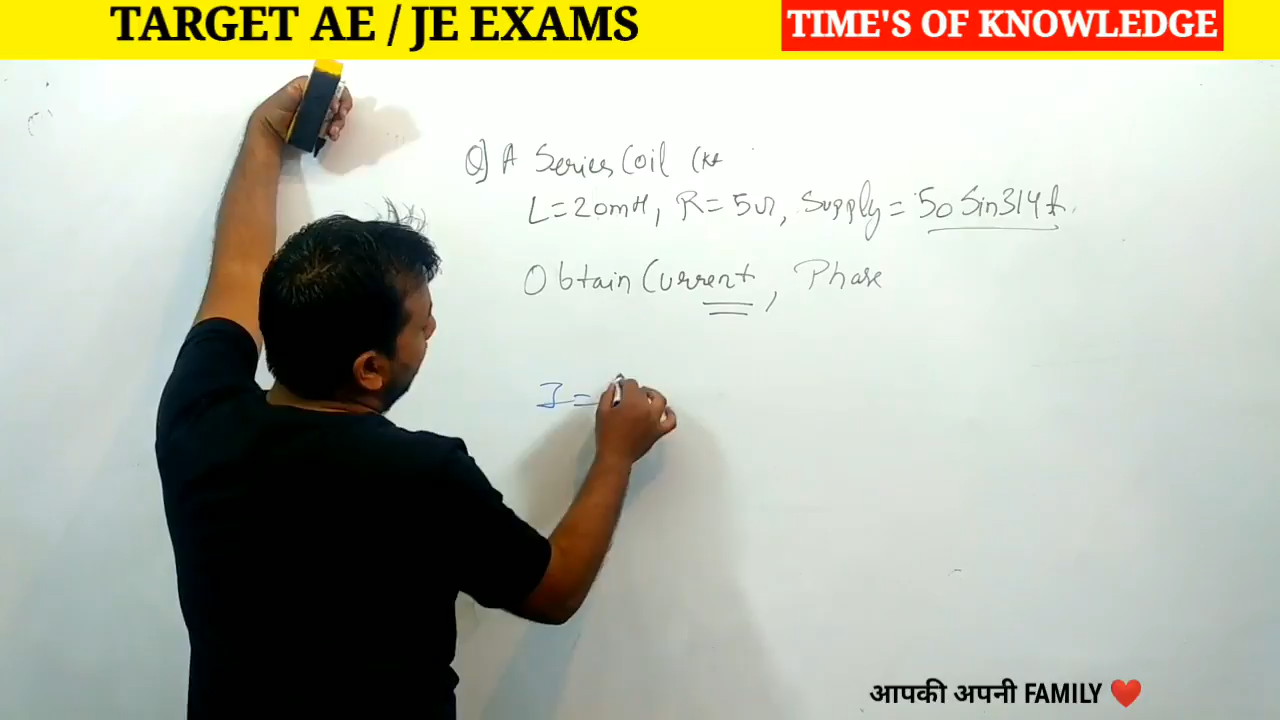 TARGET AE / JE EXAMS
TIME'S OF KNOWLEDGE
Q] A Series Coil Ckt
L=20mH, R=5Ω, Supply = 50 Sin314t.
Obtain Current, Phase
I =
आपकी अपनी FAMILY ❤️